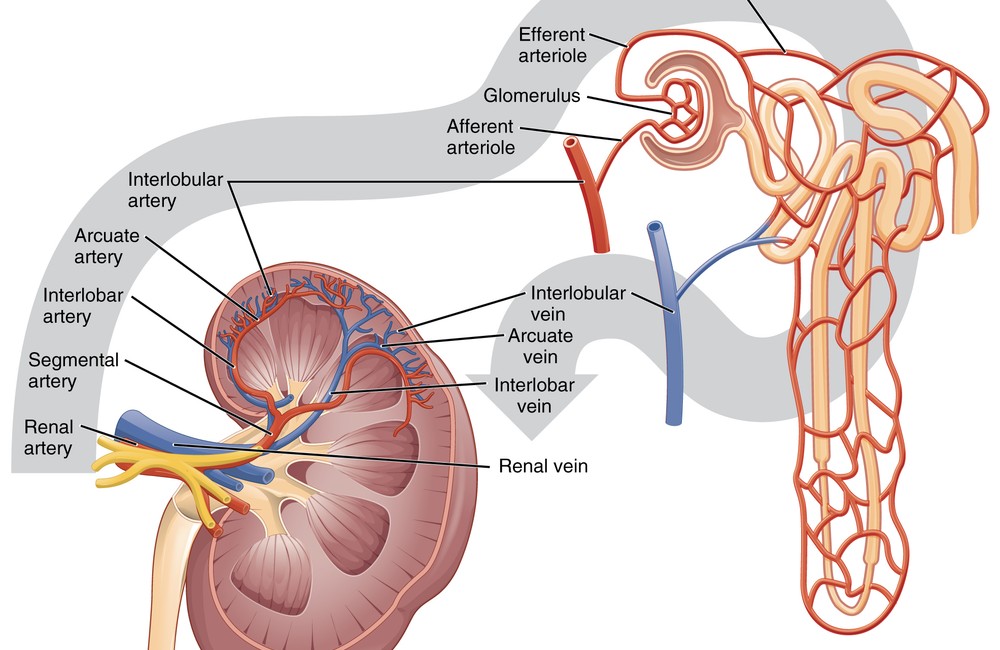 Efferent
arteriole
Glomerulus
Afferent
arteriole
Interlobular
artery
Arcuate
artery
Interlobar
artery
Segmental
artery
Renal
artery
Interlobular
vein
Arcuate
vein
Interlobar
vein
Renal vein